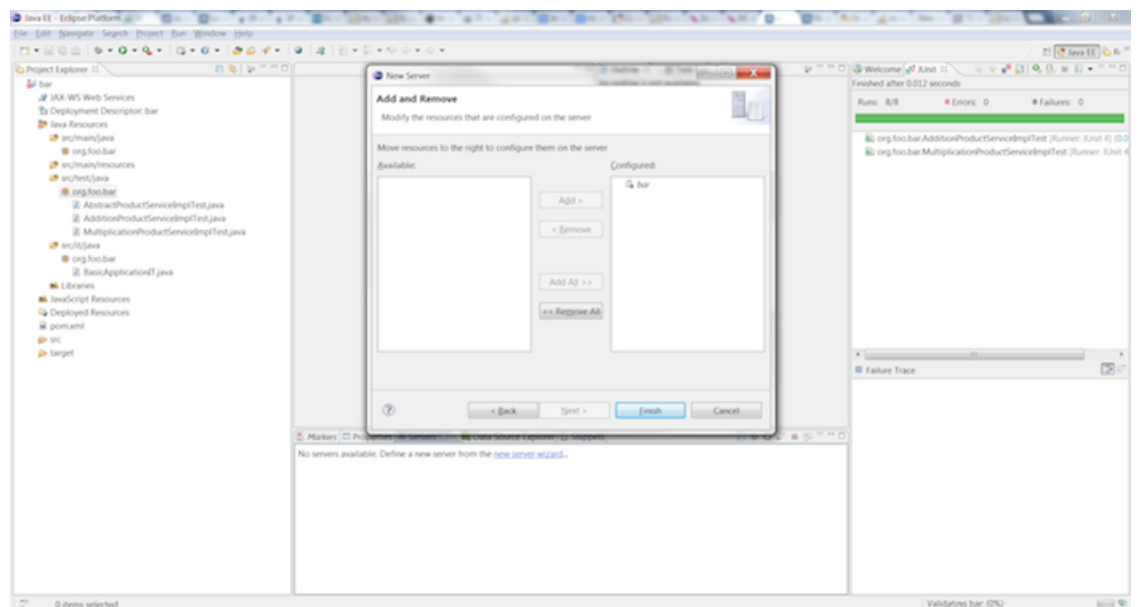 Java EE - Eclipse Platform
File Edit Navigate Search Project Run Window Help
Java EE
Project Explorer
bar
JAX-WS Web Services
Deployment Descriptor: bar
Java Resources
src/main/java
org.foo.bar
src/main/resources
src/test/java
org.foo.bar
AbstractProductServiceImplTest.java
AdditionProductServiceImplTest.java
MultiplicationProductServiceImplTest.java
src/it/java
org.foo.bar
BasicApplicationIT.java
Libraries
JavaScript Resources
Deployed Resources
pom.xml
src
target
New Server
Add and Remove
Modify the resources that are configured on the server
Move resources to the right to configure them on the server
Available:
Configured:
bar
Add >
< Remove
Add All >>
<< Remove All
< Back Next > Finish Cancel
Welcome JUnit
Finished after 0.012 seconds
Runs: 8/8 Errors: 0 Failures: 0
org.foo.bar.AdditionProductServiceImplTest [Runner: JUnit 4] (0.0
org.foo.bar.MultiplicationProductServiceImplTest [Runner: JUnit 4
Failure Trace
Markers Properties Servers Data Source Explorer Snippets
No servers available. Define a new server from the new server wizard...
0 items selected
Validating bar: (0%)